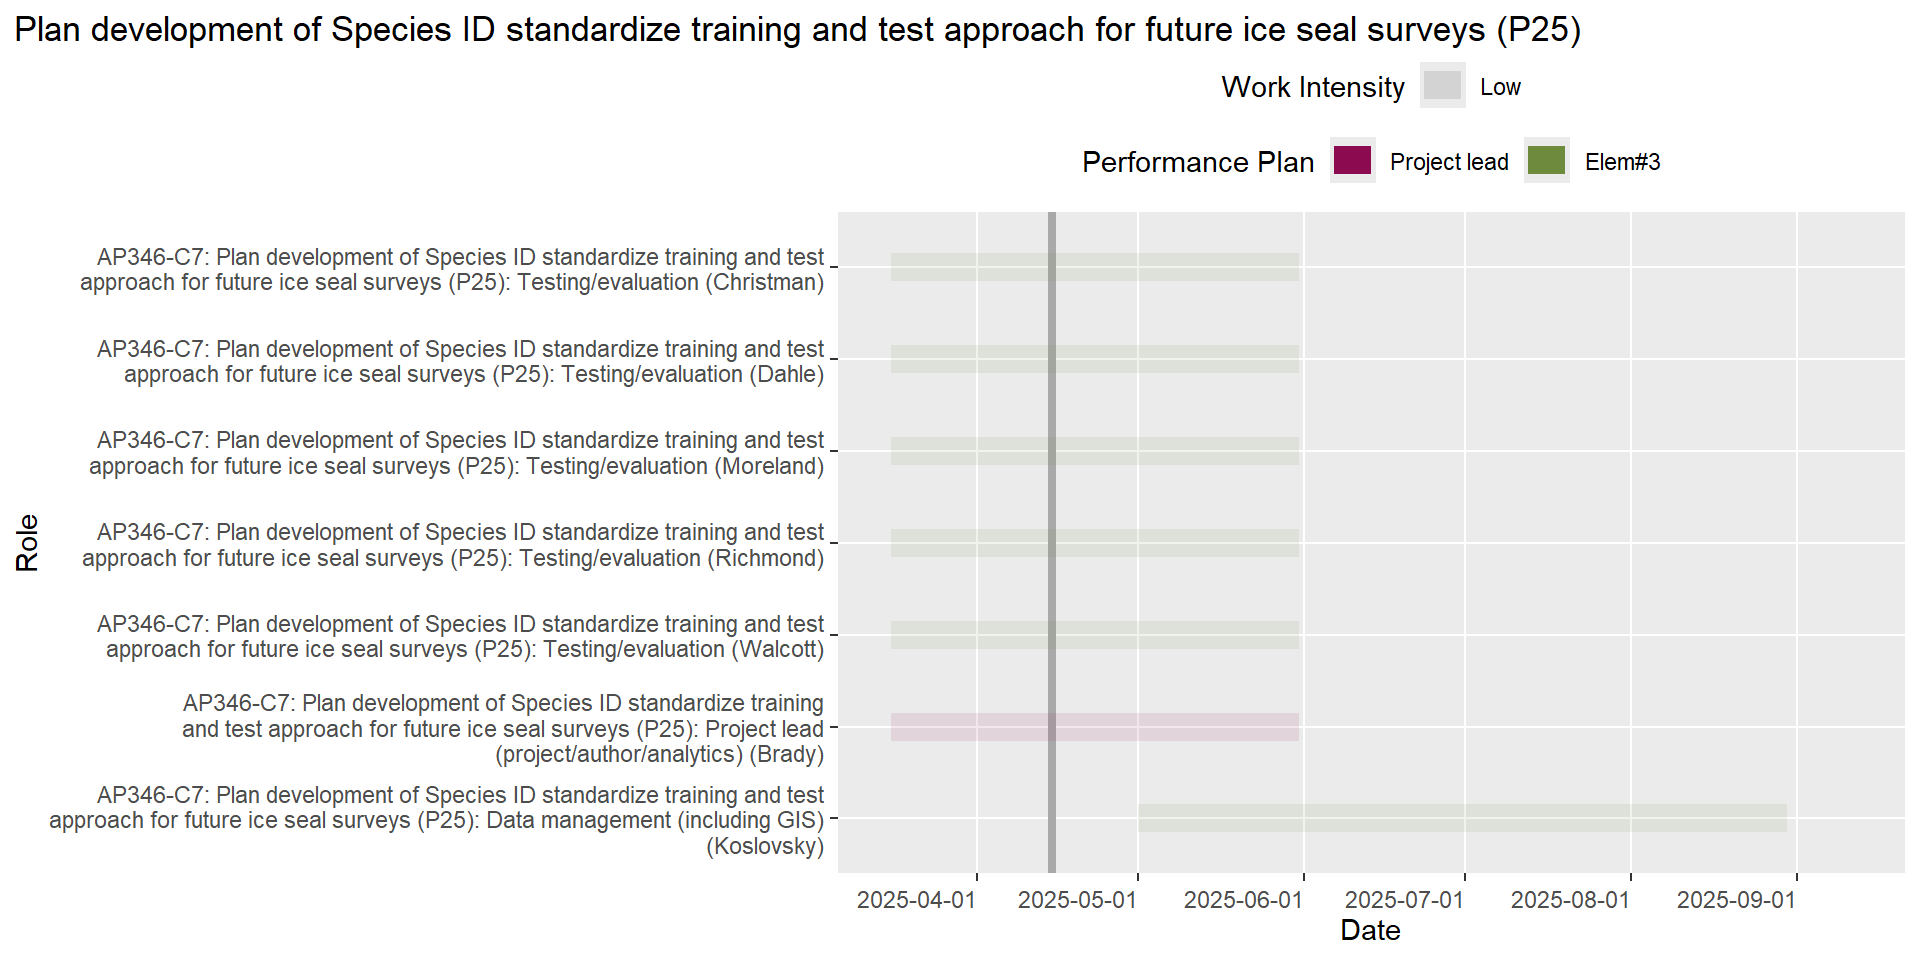 Plan development of Species ID standardize training and test approach for future ice seal surveys (P25)
Work Intensity Low
Performance Plan Project lead Elem#3
AP346-C7: Plan development of Species ID standardize training and test
approach for future ice seal surveys (P25): Testing/evaluation (Christman)
AP346-C7: Plan development of Species ID standardize training and test
approach for future ice seal surveys (P25): Testing/evaluation (Dahle)
AP346-C7: Plan development of Species ID standardize training and test
approach for future ice seal surveys (P25): Testing/evaluation (Moreland)
AP346-C7: Plan development of Species ID standardize training and test
approach for future ice seal surveys (P25): Testing/evaluation (Richmond)
AP346-C7: Plan development of Species ID standardize training and test
approach for future ice seal surveys (P25): Testing/evaluation (Walcott)
AP346-C7: Plan development of Species ID standardize training
and test approach for future ice seal surveys (P25): Project lead
(project/author/analytics) (Brady)
AP346-C7: Plan development of Species ID standardize training and test
approach for future ice seal surveys (P25): Data management (including GIS)
(Koslovsky)
Role
2025-04-01 2025-05-01 2025-06-01 2025-07-01 2025-08-01 2025-09-01
Date